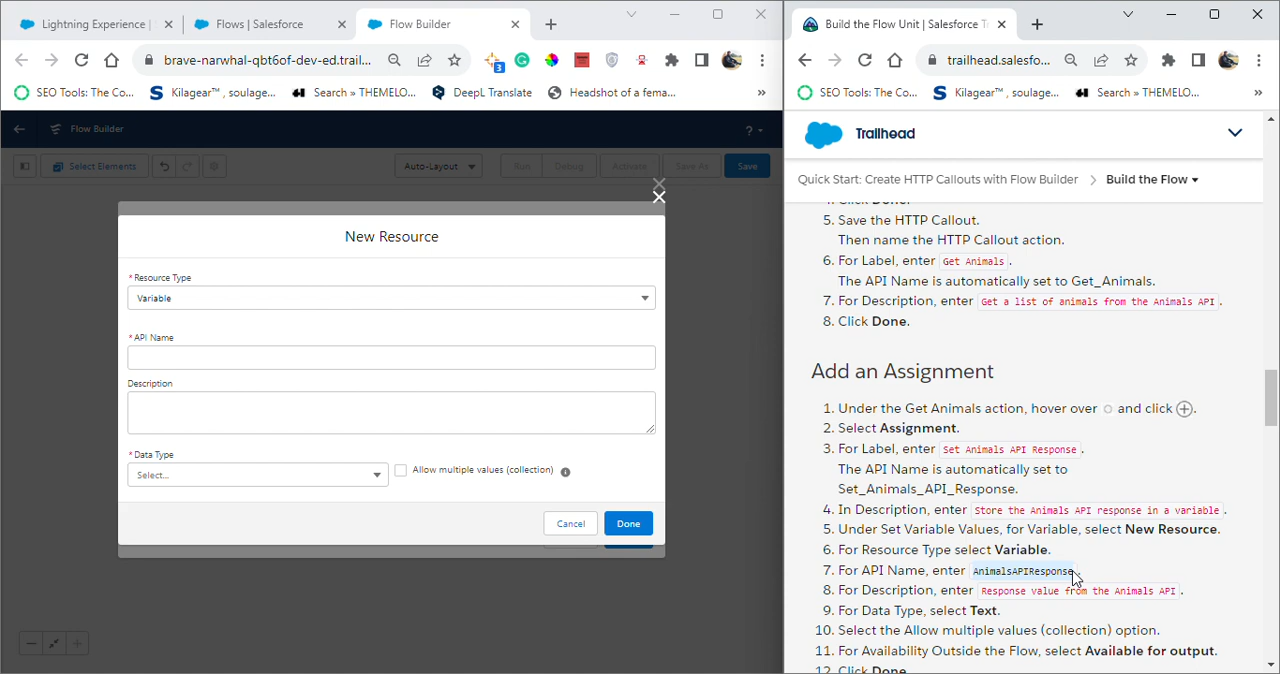 Lightning Experience |
Flows | Salesforce
Flow Builder
brave-narwhal-qbt6of-dev-ed.trail...
3
SEO Tools: The Co...
Kilagear™ , soulage...
Search » THEMELO...
DeepL Translate
Headshot of a fema...
»
Flow Builder
?
Select Elements
Auto-Layout
Run
Debug
Activate
Save As
Save
New Resource
* Resource Type
Variable
* API Name
Description
* Data Type
Select...
Allow multiple values (collection)
Cancel
Done
Build the Flow Unit | Salesforce T
trailhead.salesfo...
SEO Tools: The Co...
Kilagear™ , soulage...
Search » THEMELO...
»
Trailhead
Quick Start: Create HTTP Callouts with Flow Builder > Build the Flow
4. Click Done.
5. Save the HTTP Callout.
Then name the HTTP Callout action.
6. For Label, enter Get Animals.
The API Name is automatically set to Get_Animals.
7. For Description, enter Get a list of animals from the Animals API.
8. Click Done.
Add an Assignment
1. Under the Get Animals action, hover over and click.
2. Select Assignment.
3. For Label, enter Set Animals API Response.
The API Name is automatically set to
Set_Animals_API_Response.
4. In Description, enter Store the Animals API response in a variable.
5. Under Set Variable Values, for Variable, select New Resource.
6. For Resource Type select Variable.
7. For API Name, enter AnimalsAPIResponse.
8. For Description, enter Response value from the Animals API.
9. For Data Type, select Text.
10. Select the Allow multiple values (collection) option.
11. For Availability Outside the Flow, select Available for output.
12. Click Done.